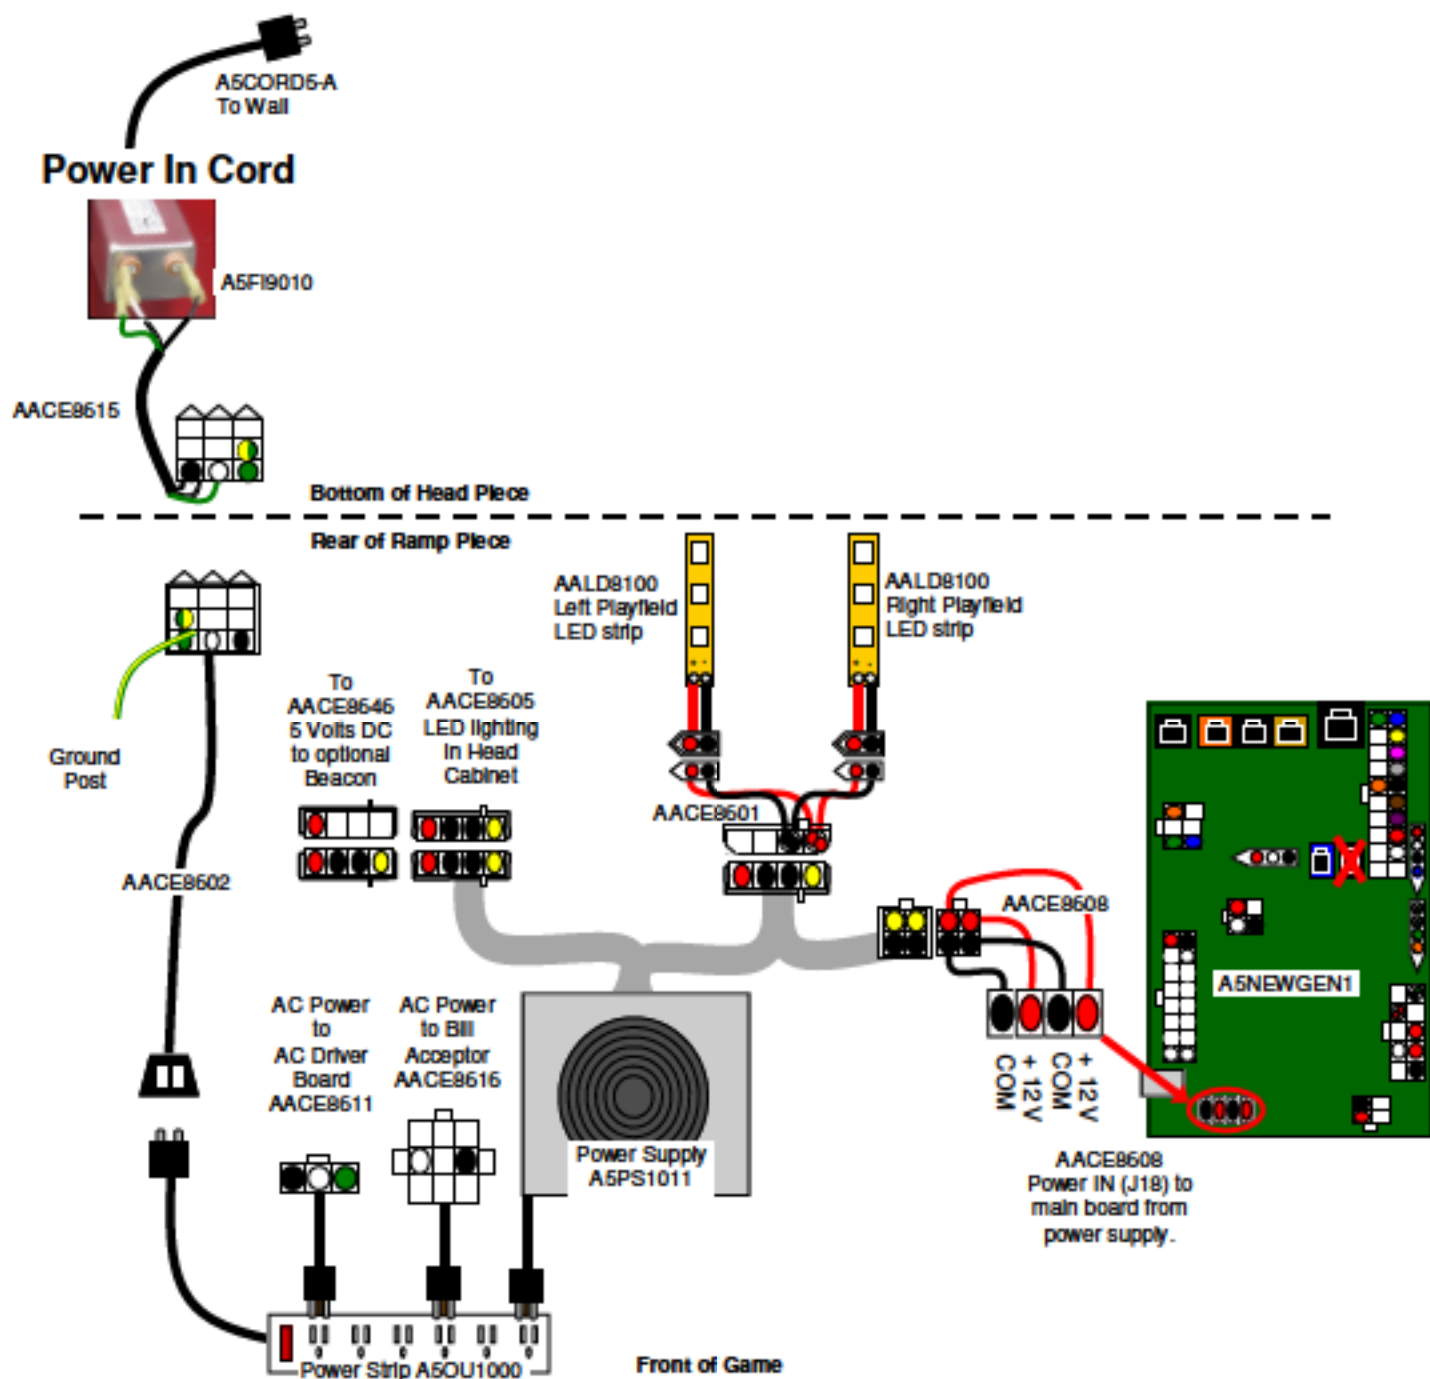 A5CORD5-A
To Wall
Power In Cord
A5FI9010
AACE8615
Bottom of Head Piece
Rear of Ramp Piece
AALD8100
Left Playfield
LED strip
AALD8100
Right Playfield
LED strip
To
AACE8646
5 Volts DC
to optional
Beacon
To
AACE8605
LED lighting
in Head
Cabinet
Ground
Post
AACE8601
AACE8602
AACE8608
A5NEWGEN1
AC Power
to
AC Driver
Board
AACE8611
AC Power
to Bill
Acceptor
AACE8616
COM
+ 12 V
COM
+ 12 V
Power Supply
A5PS1011
AACE8608
Power IN (J18) to
main board from
power supply.
Power Strip A5OU1000
Front of Game